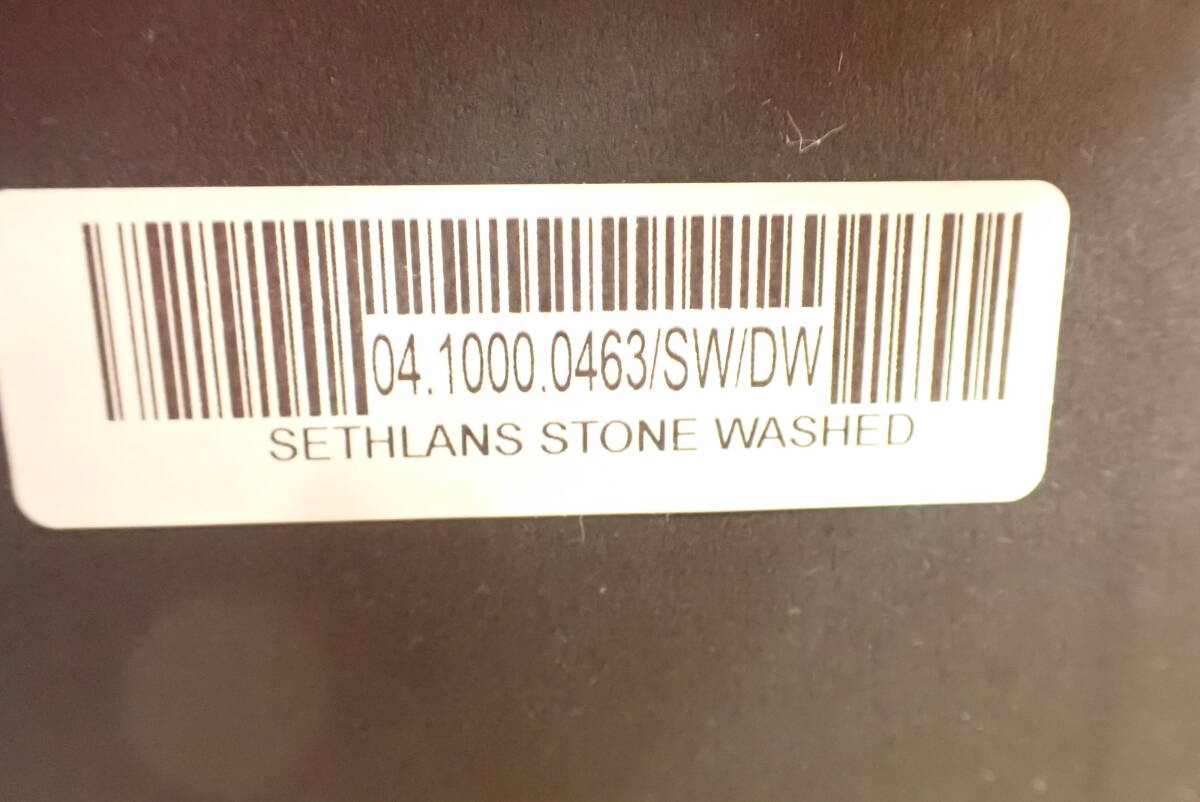 04.1000.0463/SW/DW
SETHLANS STONE WASHED